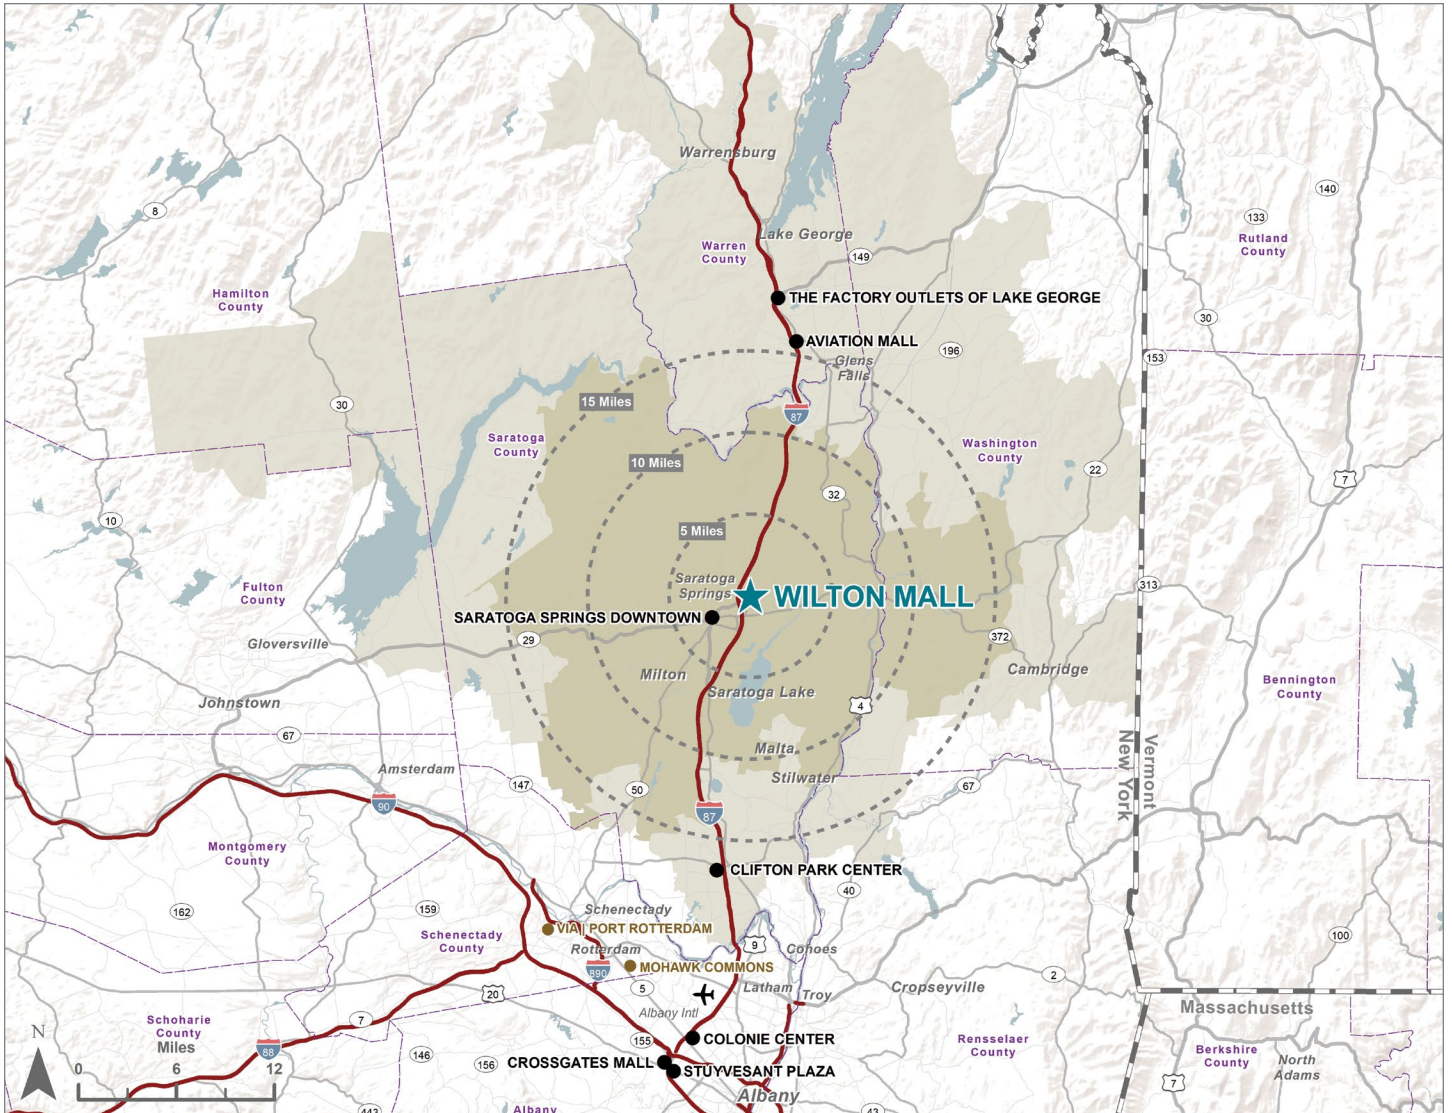 Warrensburg
8
140
133
Rutland
County
Lake George
Warren
County
149
Hamilton
County
THE FACTORY OUTLETS OF LAKE GEORGE
30
AVIATION MALL
196
153
Glens
Falls
15 Miles
30
87
Saratoga
County
Washington
County
10 Miles
22
7
32
10
5 Miles
Saratoga
Springs
313
Fulton
County
WILTON MALL
SARATOGA SPRINGS DOWNTOWN
29
372
Gloversville
Milton
Cambridge
Bennington
County
Saratoga Lake
Johnstown
4
67
Malta
Vermont
New York
Amsterdam
Stilwater
147
50
67
90
87
Montgomery
County
CLIFTON PARK CENTER
40
162
159
Schenectady
VIA | PORT ROTTERDAM
Schenectady
County
100
Rotterdam
9
Cohoes
MOHAWK COMMONS
890
2
5
Latham
Troy
Cropseyville
20
Massachusetts
Albany Intl
Schoharie
County
7
N
COLONIE CENTER
155
Rensselaer
County
Miles
88
146
Berkshire
County
North
Adams
156
CROSSGATES MALL
STUYVESANT PLAZA
0
6
12
7
Albany
443
Albany
43